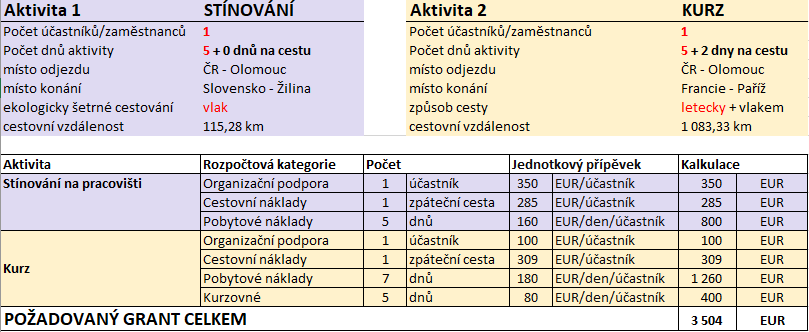 Aktivita 1 STÍNOVÁNÍ
Počet účastníků/zaměstnanců 1
Počet dnů aktivity 5 + 0 dnů na cestu
místo odjezdu ČR - Olomouc
místo konání Slovensko - Žilina
ekologicky šetrné cestování vlak
cestovní vzdálenost 115,28 km
Aktivita 2 KURZ
Počet účastníků/zaměstnanců 1
Počet dnů aktivity 5 + 2 dny na cestu
místo odjezdu ČR - Olomouc
místo konání Francie - Paříž
způsob cesty letecky + vlakem
cestovní vzdálenost 1 083,33 km
Aktivita Rozpočtová kategorie Počet Jednotkový přípěvek Kalkulace
Stínování na pracovišti Organizační podpora 1 účastník 350 EUR/účastník 350 EUR
Cestovní náklady 1 zpáteční cesta 285 EUR/účastník 285 EUR
Pobytové náklady 5 dnů 160 EUR/den/účastník 800 EUR
Kurz Organizační podpora 1 účastník 100 EUR/účastník 100 EUR
Cestovní náklady 1 zpáteční cesta 309 EUR/účastník 309 EUR
Pobytové náklady 7 dnů 180 EUR/den/účastník 1 260 EUR
Kurzovné 5 dnů 80 EUR/den/účastník 400 EUR
POŽADOVANÝ GRANT CELKEM 3 504 EUR